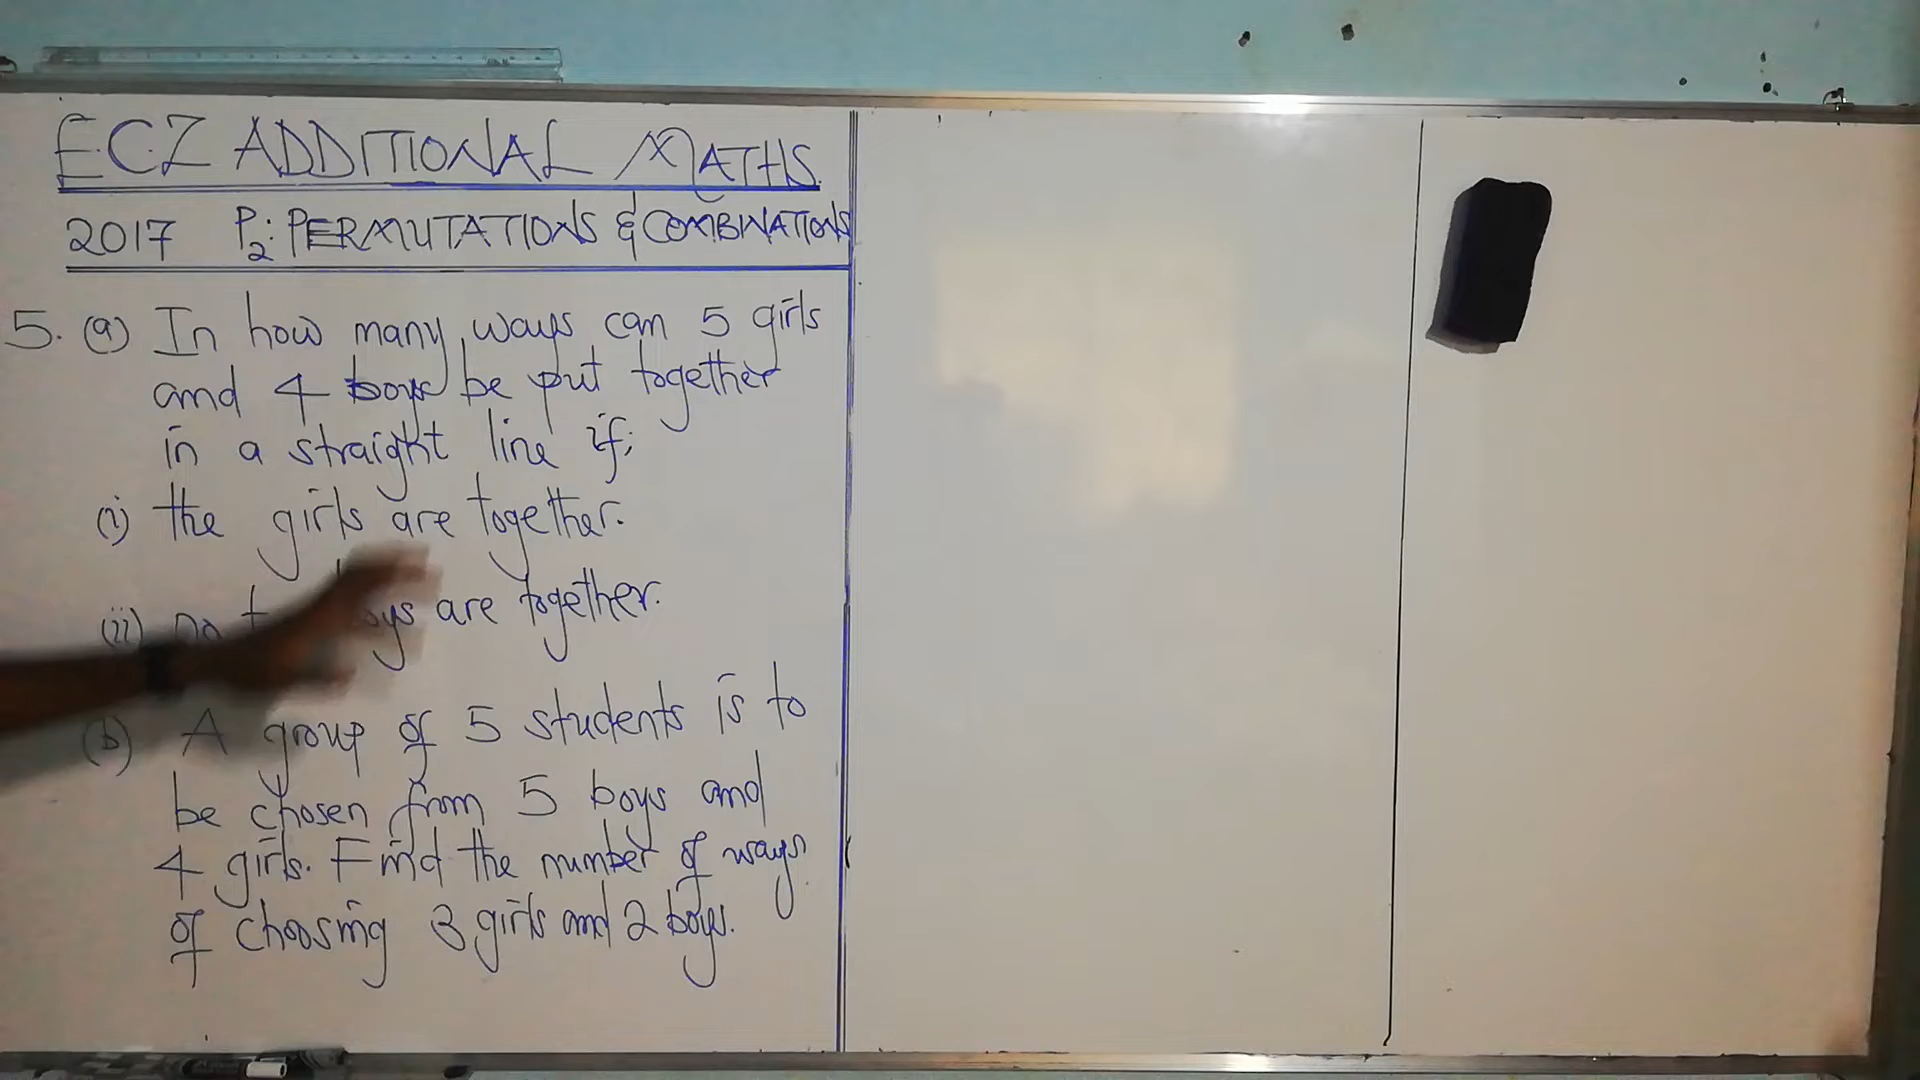 ECZ ADDITIONAL MATHS.
2017 P2: PERMUTATIONS & COMBINATIONS
5. (a) In how many ways can 5 girls
and 4 boys be put together
in a straight line if;
(i) the girls are together.
(ii) no boys are together.
(b) A group of 5 students is to
be chosen from 5 boys and
4 girls. Find the number of ways
of choosing 3 girls and 2 boys.